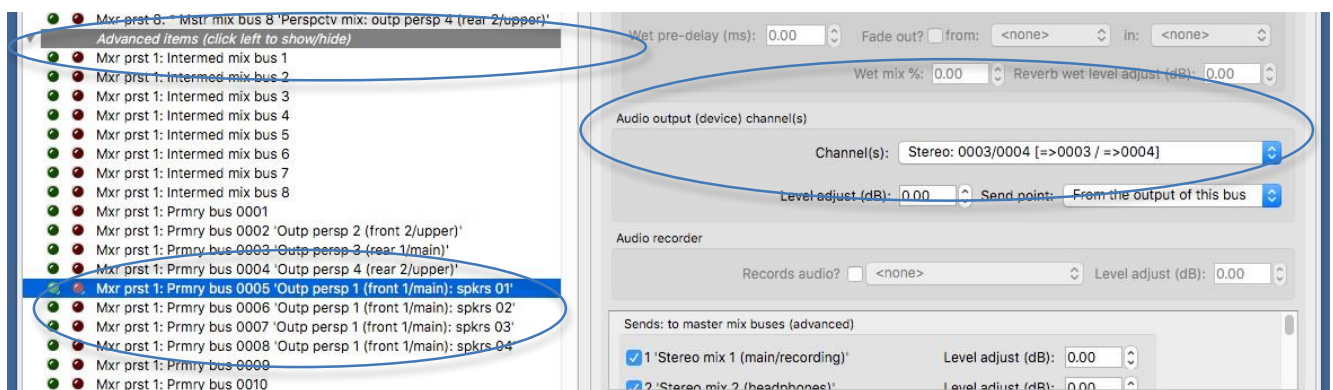 Mxr prst 8: * Mstr mix bus 8 'Perspctv mix: outp persp 4 (rear 2/upper)'
Advanced items (click left to show/hide)
Mxr prst 1: Intermed mix bus 1
Mxr prst 1: Intermed mix bus 2
Mxr prst 1: Intermed mix bus 3
Mxr prst 1: Intermed mix bus 4
Mxr prst 1: Intermed mix bus 5
Mxr prst 1: Intermed mix bus 6
Mxr prst 1: Intermed mix bus 7
Mxr prst 1: Intermed mix bus 8
Mxr prst 1: Prmry bus 0001
Mxr prst 1: Prmry bus 0002 'Outp persp 2 (front 2/upper)'
Mxr prst 1: Prmry bus 0003 'Outp persp 3 (rear 1/main)'
Mxr prst 1: Prmry bus 0004 'Outp persp 4 (rear 2/upper)'
Mxr prst 1: Prmry bus 0005 'Outp persp 1 (front 1/main): spkrs 01'
Mxr prst 1: Prmry bus 0006 'Outp persp 1 (front 1/main): spkrs 02'
Mxr prst 1: Prmry bus 0007 'Outp persp 1 (front 1/main): spkrs 03'
Mxr prst 1: Prmry bus 0008 'Outp persp 1 (front 1/main): spkrs 04'
Mxr prst 1: Prmry bus 0009
Mxr prst 1: Prmry bus 0010
Wet pre-delay (ms): 0.00 Fade out? from: <none> in: <none>
Wet mix %: 0.00 Reverb wet level adjust (dB): 0.00
Audio output (device) channel(s)
Channel(s): Stereo: 0003/0004 [=>0003 / =>0004]
Level adjust (dB): 0.00 Send point: From the output of this bus
Audio recorder
Records audio? <none> Level adjust (dB): 0.00
Sends: to master mix buses (advanced)
1 'Stereo mix 1 (main/recording)' Level adjust (dB): 0.00
2 'Stereo mix 2 (headphones)' Level adjust (dB): 0.00